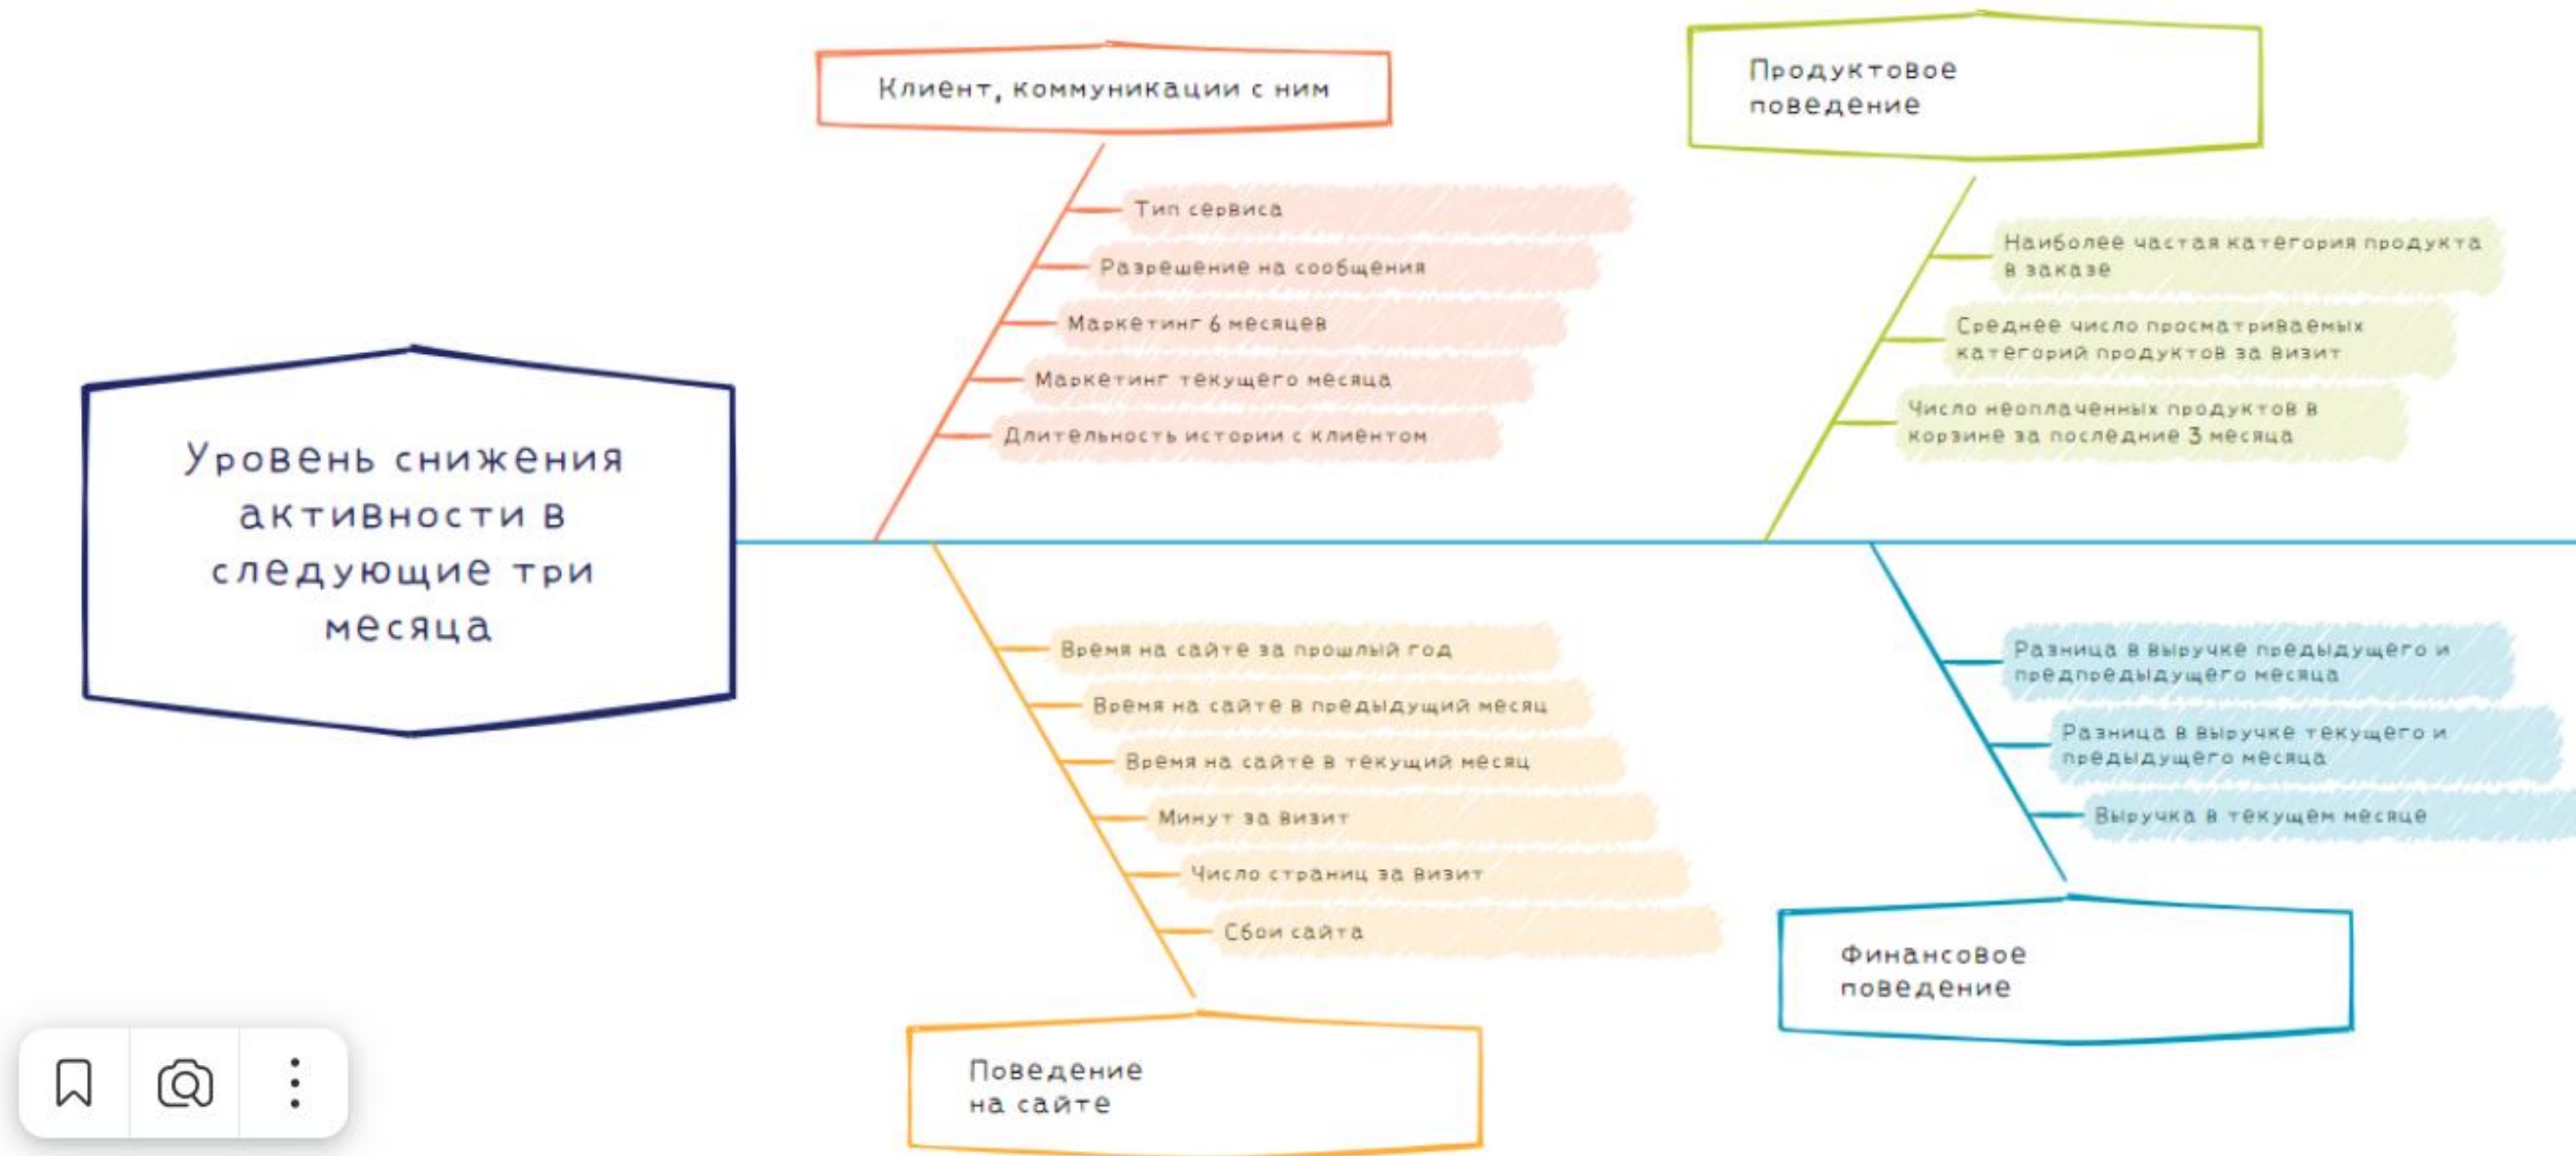 Клиент, коммуникации с ним
Тип сервиса
Разрешение на сообщения
Маркетинг 6 месяцев
Маркетинг текущего месяца
Длительность истории с клиентом
Продуктовое
поведение
Наиболее частая категория продукта
в заказе
Среднее число просматриваемых
категорий продуктов за визит
Число неоплаченных продуктов в
корзине за последние 3 месяца
Уровень снижения
активности в
следующие три
месяца
Время на сайте за прошлый год
Время на сайте в предыдущий месяц
Время на сайте в текущий месяц
Минут за визит
Число страниц за визит
Сбои сайта
Поведение
на сайте
Разница в выручке предыдущего и
предпредыдущего месяца
Разница в выручке текущего и
предыдущего месяца
Выручка в текущем месяце
Финансовое
поведение